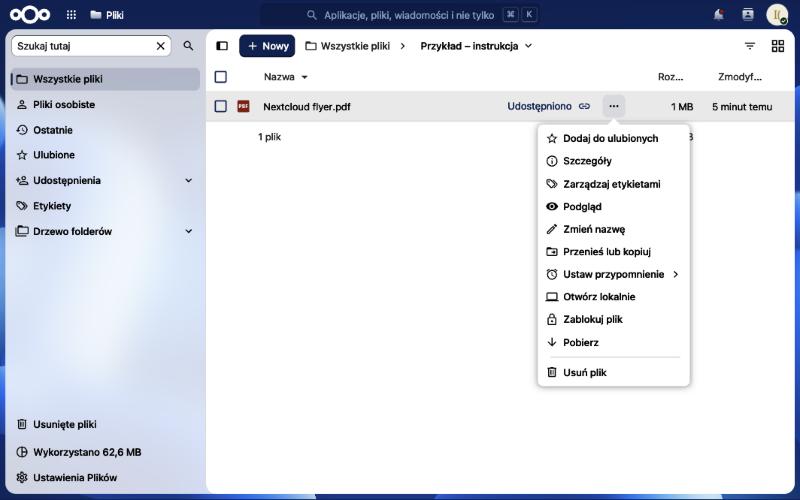 Pliki
Aplikacje, pliki, wiadomości i nie tylko ⌘ K
Szukaj tutaj
+ Nowy
Wszystkie pliki
Przykład – instrukcja
Nazwa
Roz...
Zmodyf...
PDF
Nextcloud flyer.pdf
Udostępniono
1 MB
5 minut temu
1 plik
Wszystkie pliki
Pliki osobiste
Ostatnie
Ulubione
Udostępnienia
Etykiety
Drzewo folderów
Usunięte pliki
Wykorzystano 62,6 MB
Ustawienia Plików
Dodaj do ulubionych
Szczegóły
Zarządzaj etykietami
Podgląd
Zmień nazwę
Przenieś lub kopiuj
Ustaw przypomnienie
Otwórz lokalnie
Zablokuj plik
Pobierz
Usuń plik